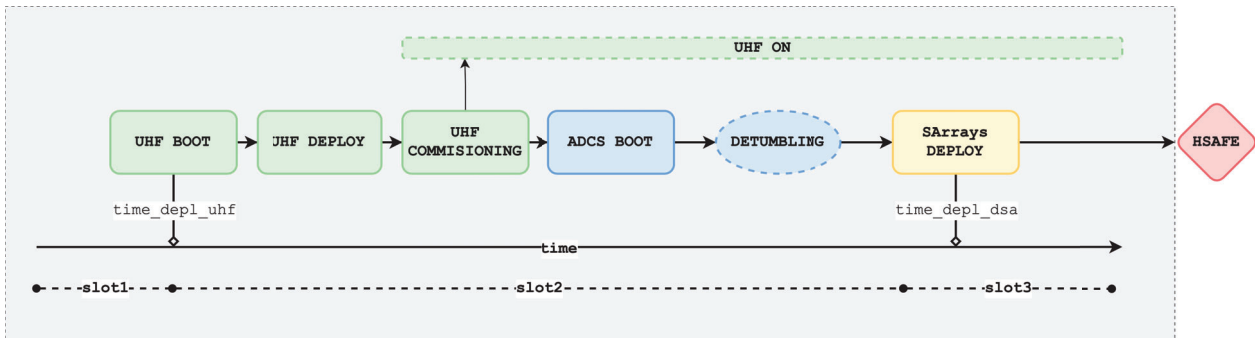 UHF ON
UHF BOOT
UHF DEPLOY
UHF
COMMISIONING
ADCS BOOT
DETUMBLING
SArrays
DEPLOY
HSAFE
time_depl_uhf
time_depl_dsa
time
slot1
slot2
slot3